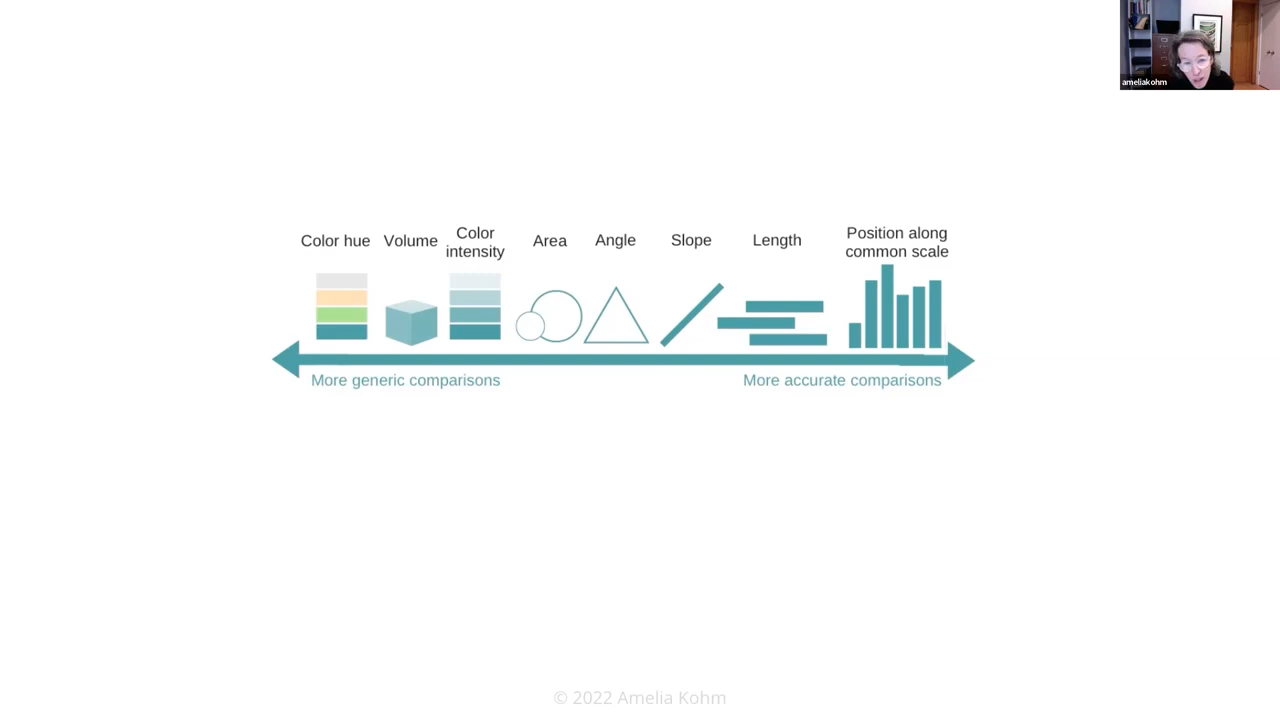 ameliakohm
Color hue
Volume
Color
intensity
Area
Angle
Slope
Length
Position along
common scale
More generic comparisons
More accurate comparisons
© 2022 Amelia Kohm